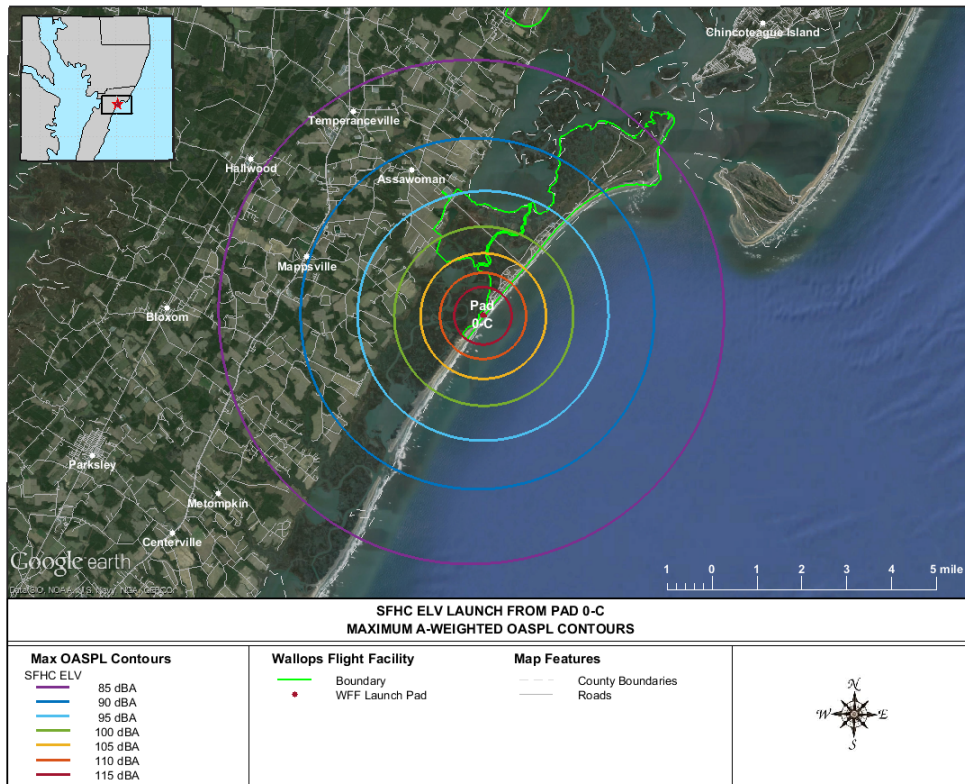 Chincoteague Island
Temperanceville
Hallwood
Assawoman
Mappsville
Bloxom
Pad
0-C
Parksley
Metompkin
Centerville
Google earth
1 0 1 2 3 4 5 mile
SFHC ELV LAUNCH FROM PAD 0-C
MAXIMUM A-WEIGHTED OASPL CONTOURS
Max OASPL Contours
SFHC ELV
85 dBA
90 dBA
95 dBA
100 dBA
105 dBA
110 dBA
115 dBA
Wallops Flight Facility
Boundary
WFF Launch Pad
Map Features
County Boundaries
Roads
N
W E
S